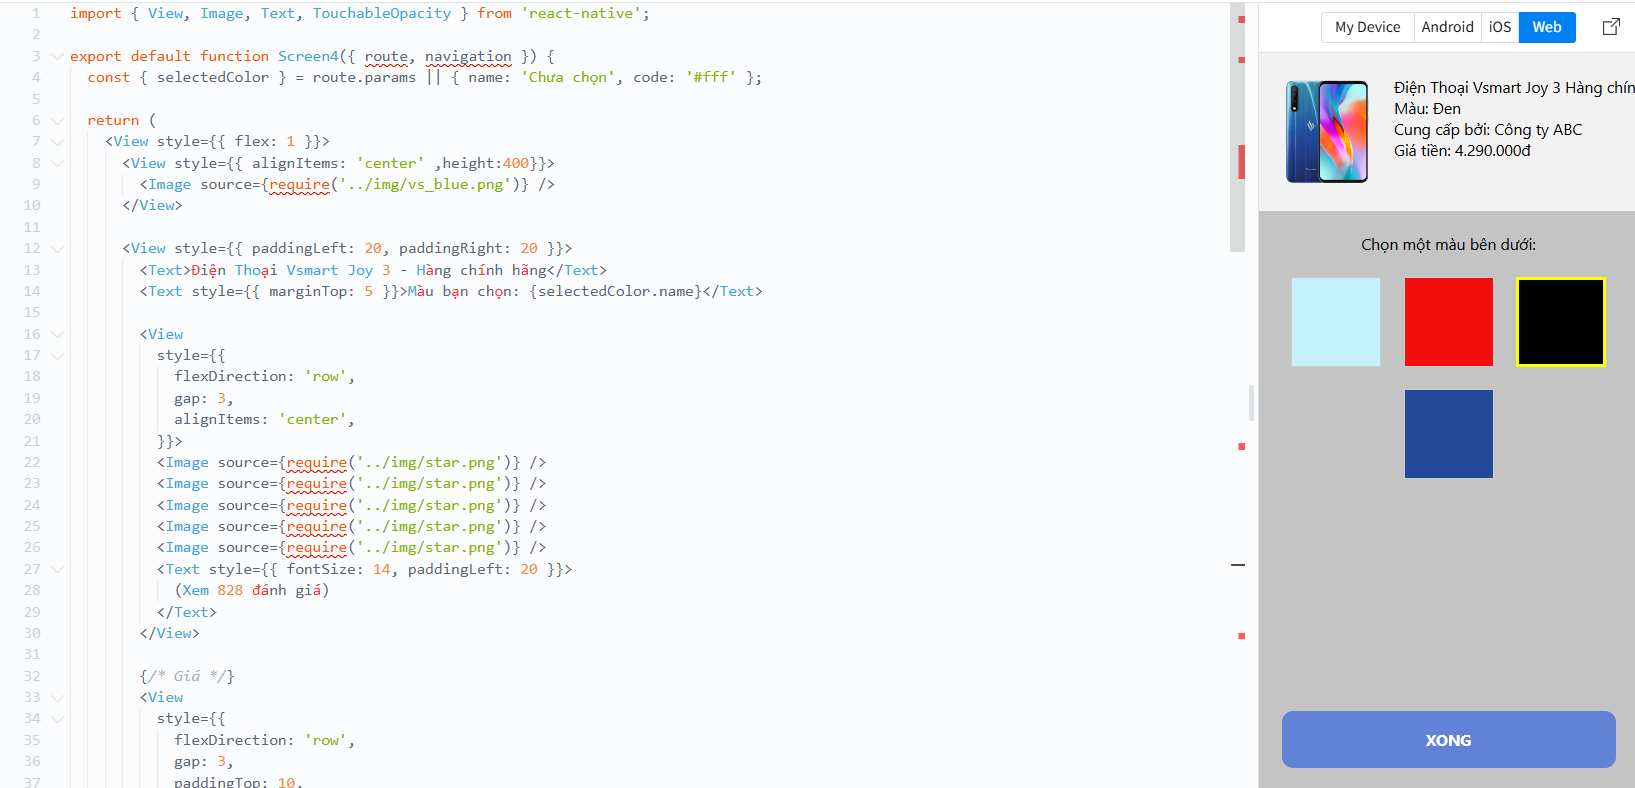 1 import { View, Image, Text, TouchableOpacity } from 'react-native';
2
3 export default function Screen4({ route, navigation }) {
4 const { selectedColor } = route.params || { name: 'Chưa chọn', code: '#fff' };
5
6 return (
7 <View style={{ flex: 1 }}>
8 <View style={{ alignItems: 'center' ,height:400}}>
9 <Image source={require('../img/vs_blue.png')} />
10 </View>
11
12 <View style={{ paddingLeft: 20, paddingRight: 20 }}>
13 <Text>Điện Thoại Vsmart Joy 3 - Hàng chính hãng</Text>
14 <Text style={{ marginTop: 5 }}>Màu bạn chọn: {selectedColor.name}</Text>
15
16 <View
17 style={{
18 flexDirection: 'row',
19 gap: 3,
20 alignItems: 'center',
21 }}>
22 <Image source={require('../img/star.png')} />
23 <Image source={require('../img/star.png')} />
24 <Image source={require('../img/star.png')} />
25 <Image source={require('../img/star.png')} />
26 <Image source={require('../img/star.png')} />
27 <Text style={{ fontSize: 14, paddingLeft: 20 }}>
28 (Xem 828 đánh giá)
29 </Text>
30 </View>
31
32 {/* Giá */}
33 <View
34 style={{
35 flexDirection: 'row',
36 gap: 3,
37 paddingTop: 10,
My Device Android iOS Web
Điện Thoại Vsmart Joy 3 Hàng chín
Màu: Đen
Cung cấp bởi: Công ty ABC
Giá tiền: 4.290.000đ
Chọn một màu bên dưới:
XONG